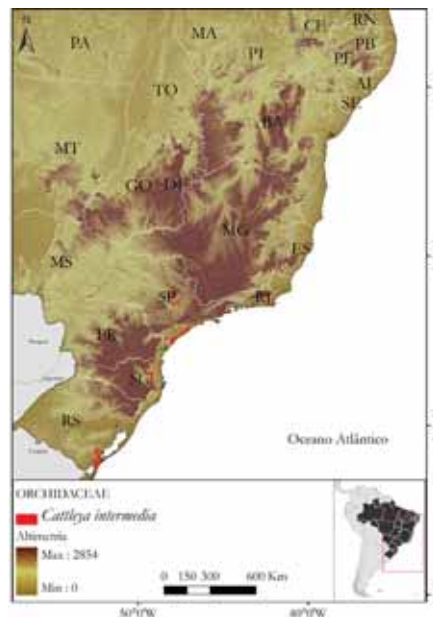 N
CE
RN
MA
PA
PI
PB
TO
AL
SE
BA
MT
GO DF
MG
MS
ES
SP
RJ
PR
SC
RS
Oceano Atlântico
ORCHIDACEAE
Cattleya intermedia
Altimetria
Max : 2854
Min : 0
0 150 300 600 Km
50°0'W 40°0'W